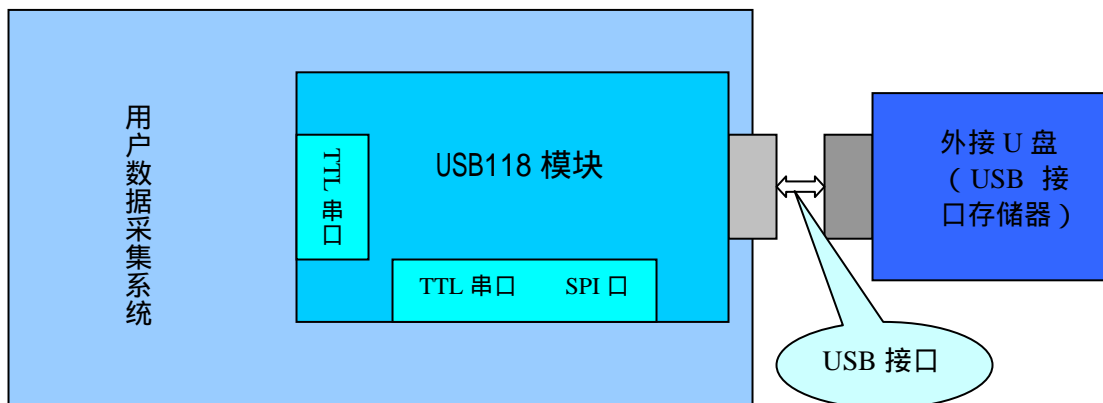 用户数据采集系统
TTL 串口
USB118 模块
TTL 串口 SPI 口
外接 U 盘
（USB 接
口存储器）
USB 接口